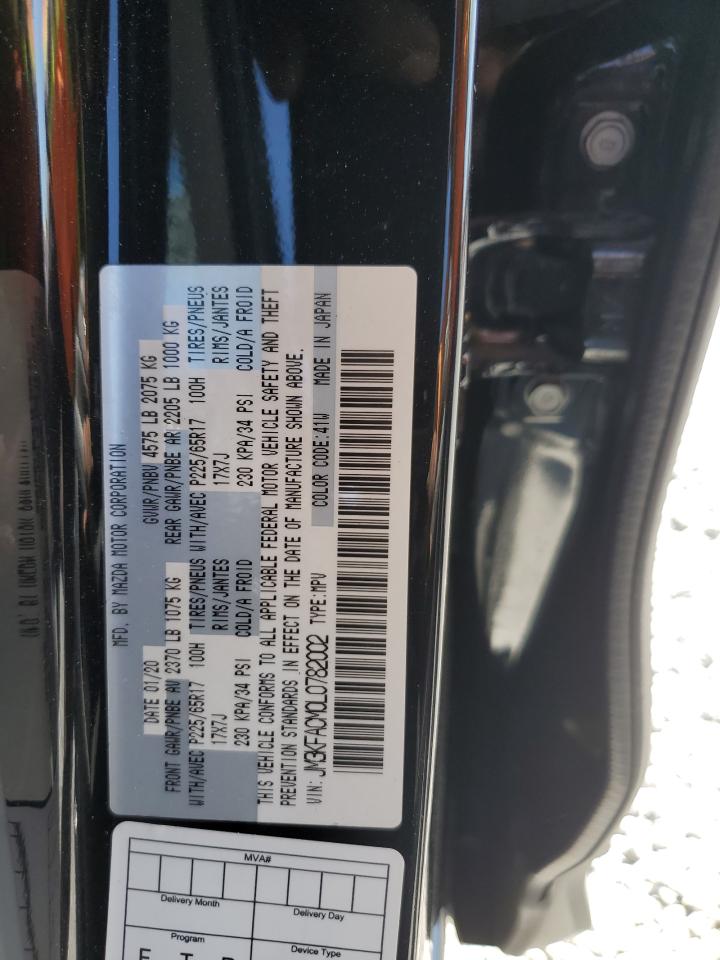 MFD. BY MAZDA MOTOR CORPORATION
DATE 01/20 GVWR/PNBV 4575 LB 2075 KG
FRONT GAWR/PNBE AV 2370 LB 1075 KG REAR GAWR/PNBE AR 2205 LB 1000 KG
WITH/AVEC P225/65R17 100H TIRES/PNEUS WITH/AVEC P225/65R17 100H TIRES/PNEUS
17X7J RIMS/JANTES 17X7J RIMS/JANTES
230 KPA/34 PSI COLD/A FROID 230 KPA/34 PSI COLD/A FROID
THIS VEHICLE CONFORMS TO ALL APPLICABLE FEDERAL MOTOR VEHICLE SAFETY AND THEFT
PREVENTION STANDARDS IN EFFECT ON THE DATE OF MANUFACTURE SHOWN ABOVE.
VIN: JM3KFACM0L0782002 TYPE:MPV COLOR CODE:41W MADE IN JAPAN
MVA#
Delivery Month Delivery Day
Program Device Type